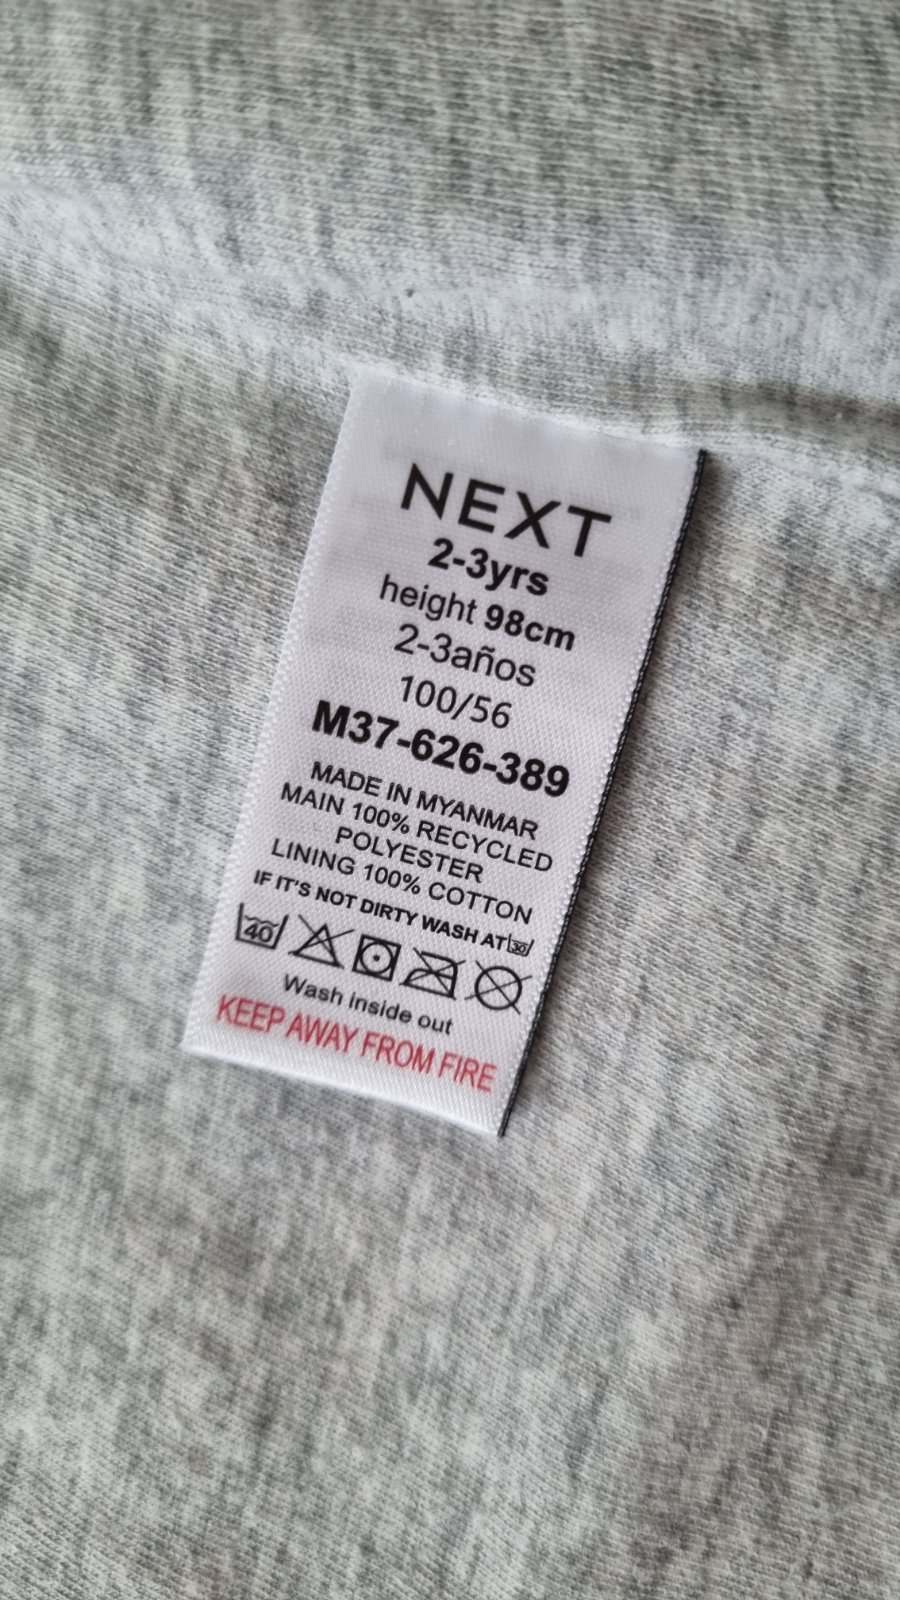 NEXT
2-3yrs
height 98cm
2-3años
100/56
M37-626-389
MADE IN MYANMAR
MAIN 100% RECYCLED
POLYESTER
LINING 100% COTTON
IF IT'S NOT DIRTY WASH AT 30
40
Wash inside out
KEEP AWAY FROM FIRE